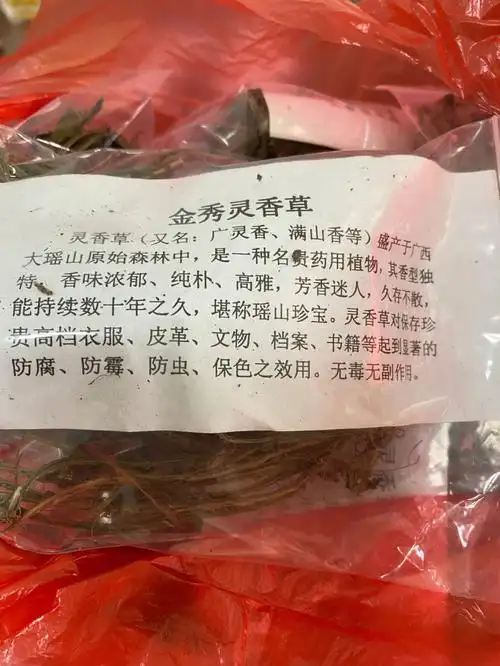 金秀灵香草
灵香草（又名：广灵香、满山香等）盛产于广西
大瑶山原始森林中，是一种名贵药用植物，其香型独
特、香味浓郁、纯朴、高雅，芳香迷人，久存不散，
能持续数十年之久，堪称瑶山珍宝。灵香草对保存珍
贵高档衣服、皮革、文物、档案、书籍等起到显著的
防腐、防霉、防虫、保色之效用。无毒无副作用。